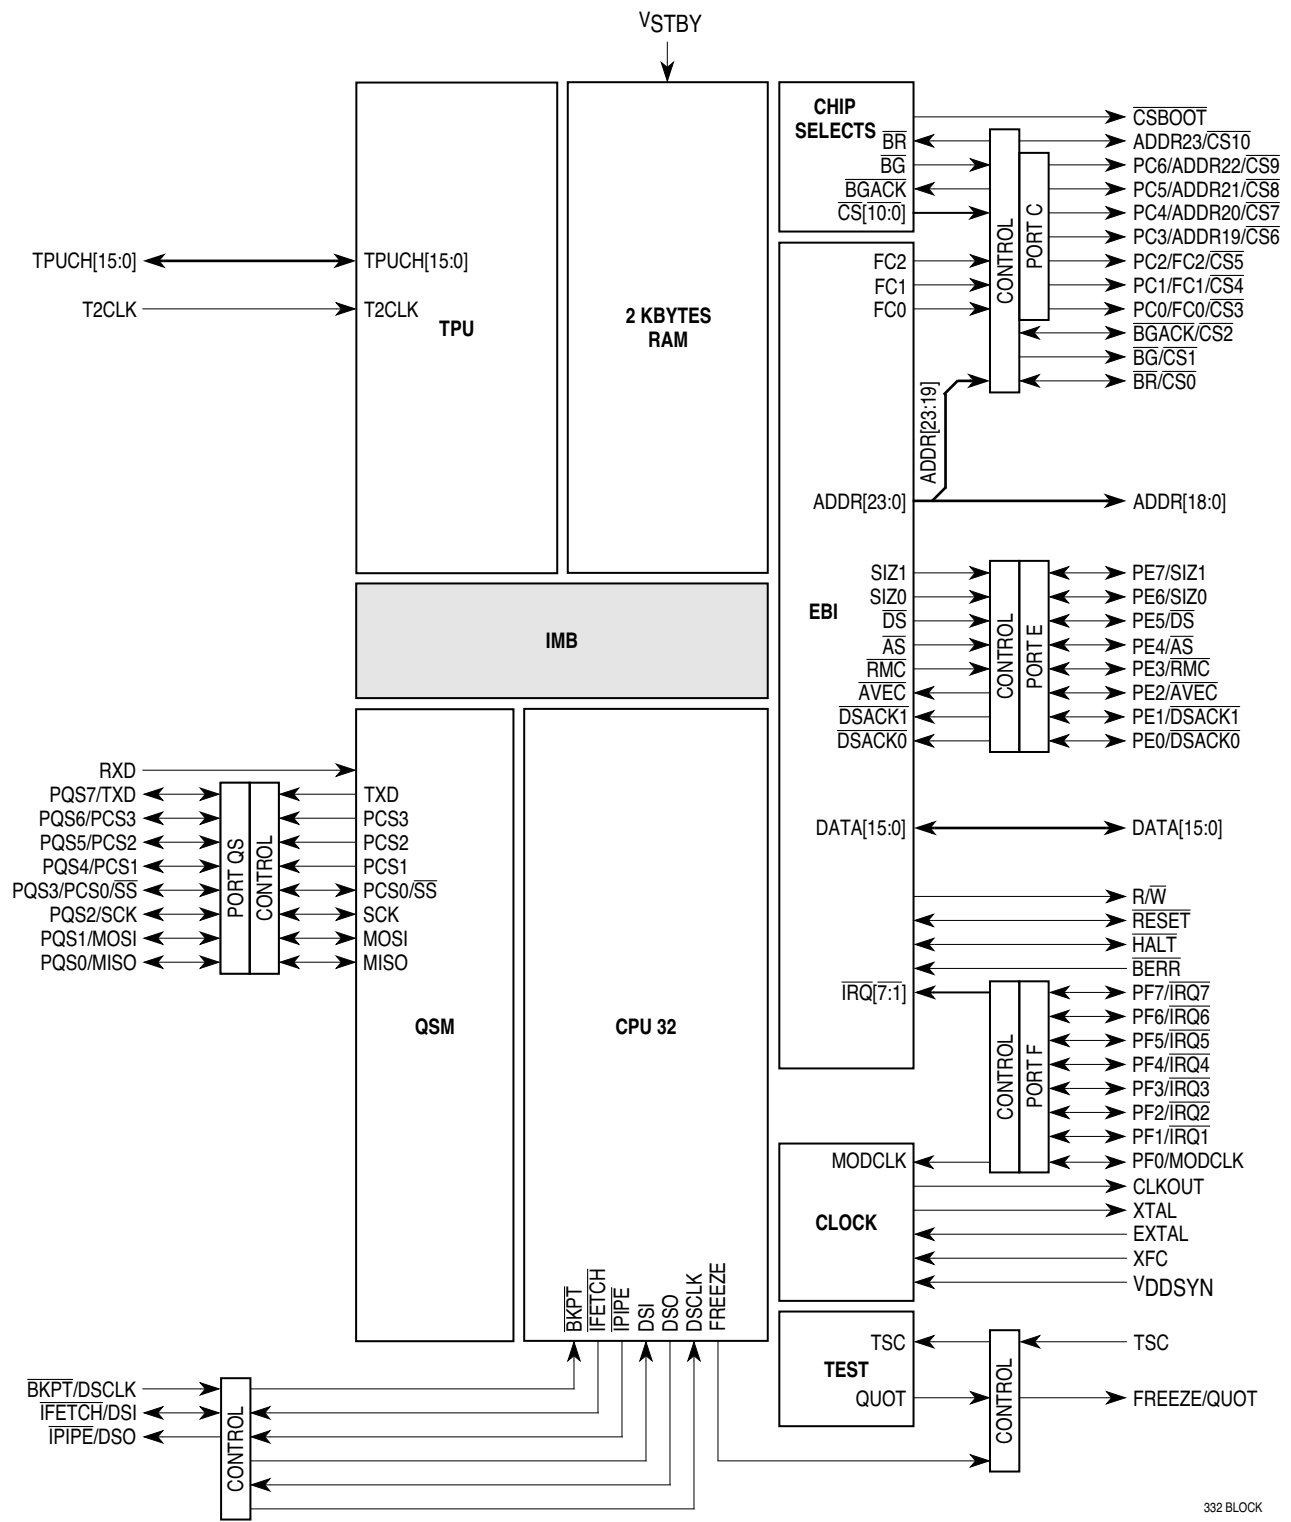 VSTBY
CHIP
SELECTS
BR
BG
BGACK
CS[10:0]
CSBOOT
ADDR23/CS10
PC6/ADDR22/CS9
PC5/ADDR21/CS8
PC4/ADDR20/CS7
PC3/ADDR19/CS6
PC2/FC2/CS5
PC1/FC1/CS4
PC0/FC0/CS3
BGACK/CS2
BG/CS1
BR/CS0
CONTROL
PORT C
FC2
FC1
FC0
TPUCH[15:0]
TPUCH[15:0]
T2CLK
T2CLK
TPU
2 KBYTES
RAM
ADDR[23:19]
ADDR[23:0]
ADDR[18:0]
EBI
SIZ1
SIZ0
DS
AS
RMC
AVEC
DSACK1
DSACK0
CONTROL
PORT E
PE7/SIZ1
PE6/SIZ0
PE5/DS
PE4/AS
PE3/RMC
PE2/AVEC
PE1/DSACK1
PE0/DSACK0
IMB
RXD
PQS7/TXD
PQS6/PCS3
PQS5/PCS2
PQS4/PCS1
PQS3/PCS0/SS
PQS2/SCK
PQS1/MOSI
PQS0/MISO
PORT QS
CONTROL
TXD
PCS3
PCS2
PCS1
PCS0/SS
SCK
MOSI
MISO
QSM
CPU 32
DATA[15:0]
DATA[15:0]
R/W
RESET
HALT
BERR
IRQ[7:1]
CONTROL
PORT F
PF7/IRQ7
PF6/IRQ6
PF5/IRQ5
PF4/IRQ4
PF3/IRQ3
PF2/IRQ2
PF1/IRQ1
PF0/MODCLK
MODCLK
CLOCK
CLKOUT
XTAL
EXTAL
XFC
VDDSYN
BKPT
IFETCH
IPIPE
DSI
DSO
DSCLK
FREEZE
TSC
TEST
QUOT
CONTROL
TSC
FREEZE/QUOT
BKPT/DSCLK
IFETCH/DSI
IPIPE/DSO
CONTROL
332 BLOCK